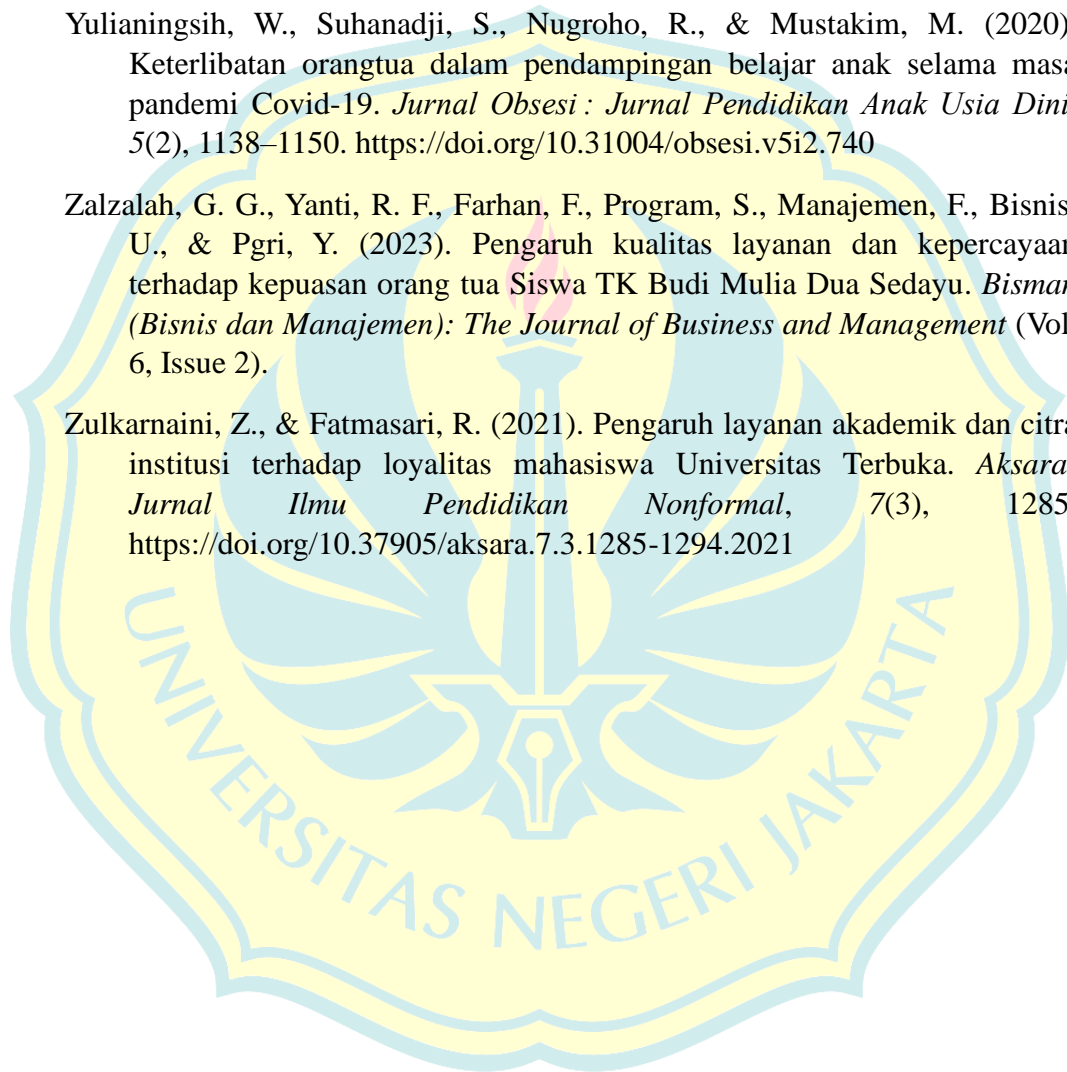 Yulianingsih, W., Suhanadji, S., Nugroho, R., & Mustakim, M. (2020)
Keterlibatan orangtua dalam pendampingan belajar anak selama masa
pandemi Covid-19. Jurnal Obsesi : Jurnal Pendidikan Anak Usia Dini
5(2), 1138–1150. https://doi.org/10.31004/obsesi.v5i2.740
Zalzalah, G. G., Yanti, R. F., Farhan, F., Program, S., Manajemen, F., Bisnis
U., & Pgri, Y. (2023). Pengaruh kualitas layanan dan kepercayaan
terhadap kepuasan orang tua Siswa TK Budi Mulia Dua Sedayu. Bisman
(Bisnis dan Manajemen): The Journal of Business and Management (Vol
6, Issue 2).
Zulkarnaini, Z., & Fatmasari, R. (2021). Pengaruh layanan akademik dan citra
institusi terhadap loyalitas mahasiswa Universitas Terbuka. Aksara
Jurnal Ilmu Pendidikan Nonformal, 7(3), 1285
https://doi.org/10.37905/aksara.7.3.1285-1294.2021
UNIVERSITAS NEGERI JAKARTA